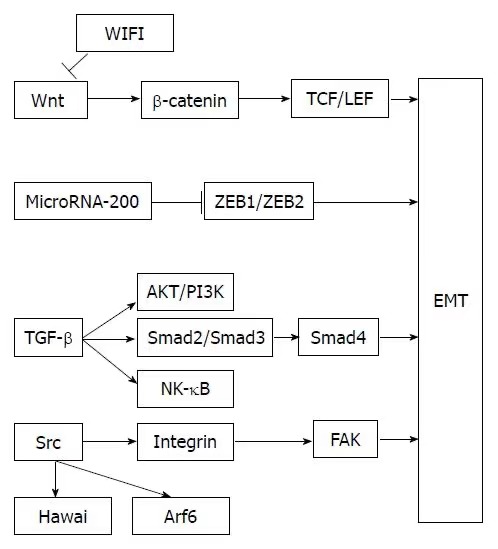 WIFI
Wnt
β-catenin
TCF/LEF
MicroRNA-200
ZEB1/ZEB2
EMT
AKT/PI3K
TGF-β
Smad2/Smad3
Smad4
NK-κB
Src
Integrin
FAK
Hawai
Arf6